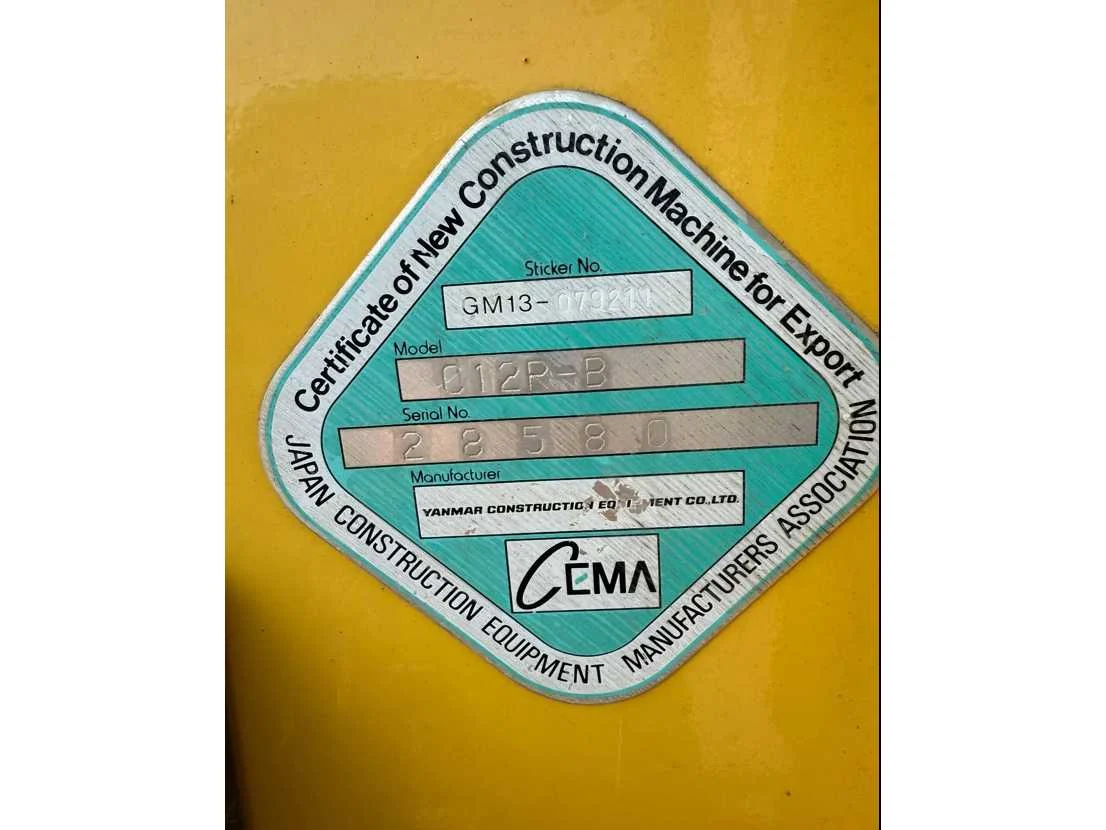 Certificate of New Construction Machine for Export
Sticker No.
GM13-079211
Model
C12R-B
Serial No.
28580
Manufacturer
YANMAR CONSTRUCTION EQUIPMENT CO.,LTD.
CEMA
JAPAN CONSTRUCTION EQUIPMENT MANUFACTURERS ASSOCIATION